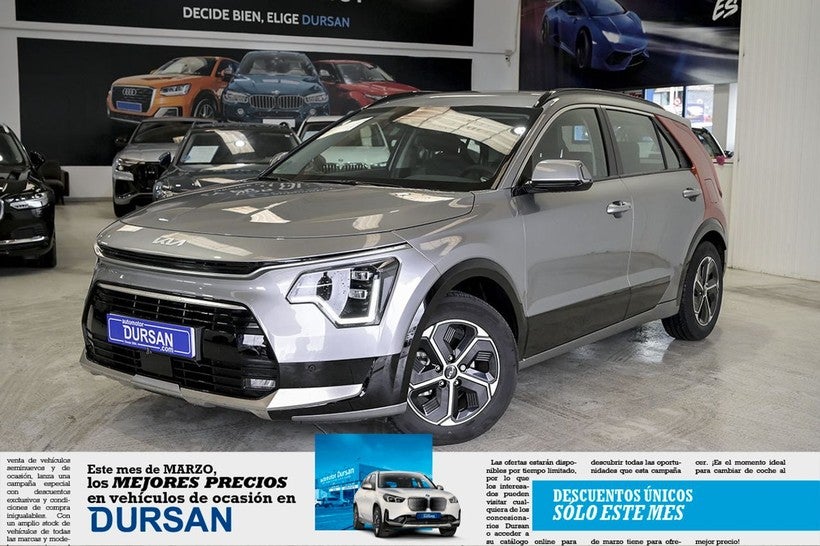 DECIDE BIEN, ELIGE DURSAN
ES
KIA
automotor
DURSAN
.com
venta de vehículos
seminuevos y de
ocasión, lanza una
campaña especial
con descuentos
exclusivos y condi-
ciones de compra
inigualables. Con
un amplio stock de
vehículos de todas
las marcas y mode-
Este mes de MARZO,
los MEJORES PRECIOS
en vehículos de ocasión en
DURSAN
automotor Dursan
Las ofertas estarán dispo-
nibles por tiempo limitado,
por lo que
los interesa-
dos pueden
visitar cual-
quiera de los
concesiona-
rios Dursan
o acceder a
su catálogo online para
descubrir todas las oportu-
nidades que esta campaña
de marzo tiene para ofre-
cer. ¡Es el momento ideal
para cambiar de coche al
mejor precio!
DESCUENTOS ÚNICOS
SÓLO ESTE MES